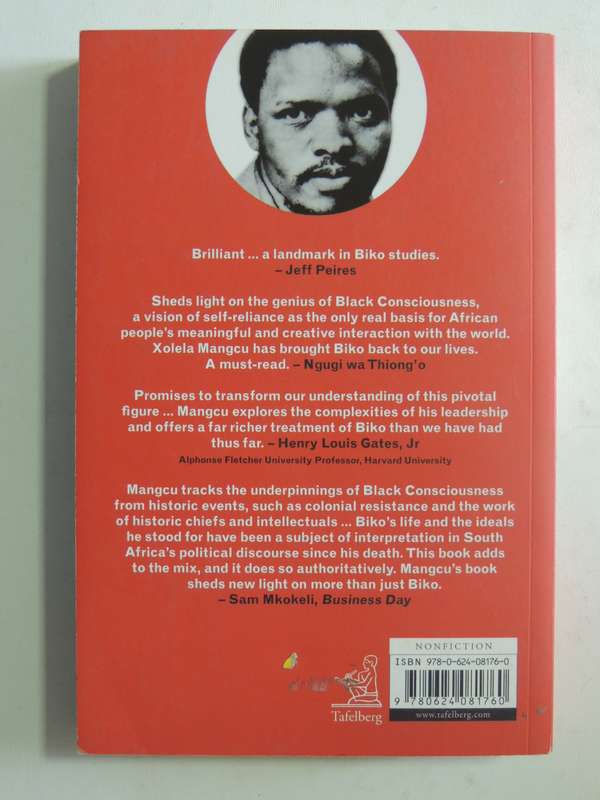 Brilliant ... a landmark in Biko studies.
– Jeff Peires
Sheds light on the genius of Black Consciousness,
a vision of self-reliance as the only real basis for African
people's meaningful and creative interaction with the world.
Xolela Mangcu has brought Biko back to our lives.
A must-read. – Ngugi wa Thiong'o
Promises to transform our understanding of this pivotal
figure ... Mangcu explores the complexities of his leadership
and offers a far richer treatment of Biko than we have had
thus far. – Henry Louis Gates, Jr
Alphonse Fletcher University Professor, Harvard University
Mangcu tracks the underpinnings of Black Consciousness
from historic events, such as colonial resistance and the work
of historic chiefs and intellectuals ... Biko's life and the ideals
he stood for have been a subject of interpretation in South
Africa's political discourse since his death. This book adds
to the mix, and it does so authoritatively. Mangcu's book
sheds new light on more than just Biko.
– Sam Mkokeli, Business Day
NONFICTION
ISBN 978-0-624-08176-0
9 780624 081760
www.tafelberg.com
Tafelberg